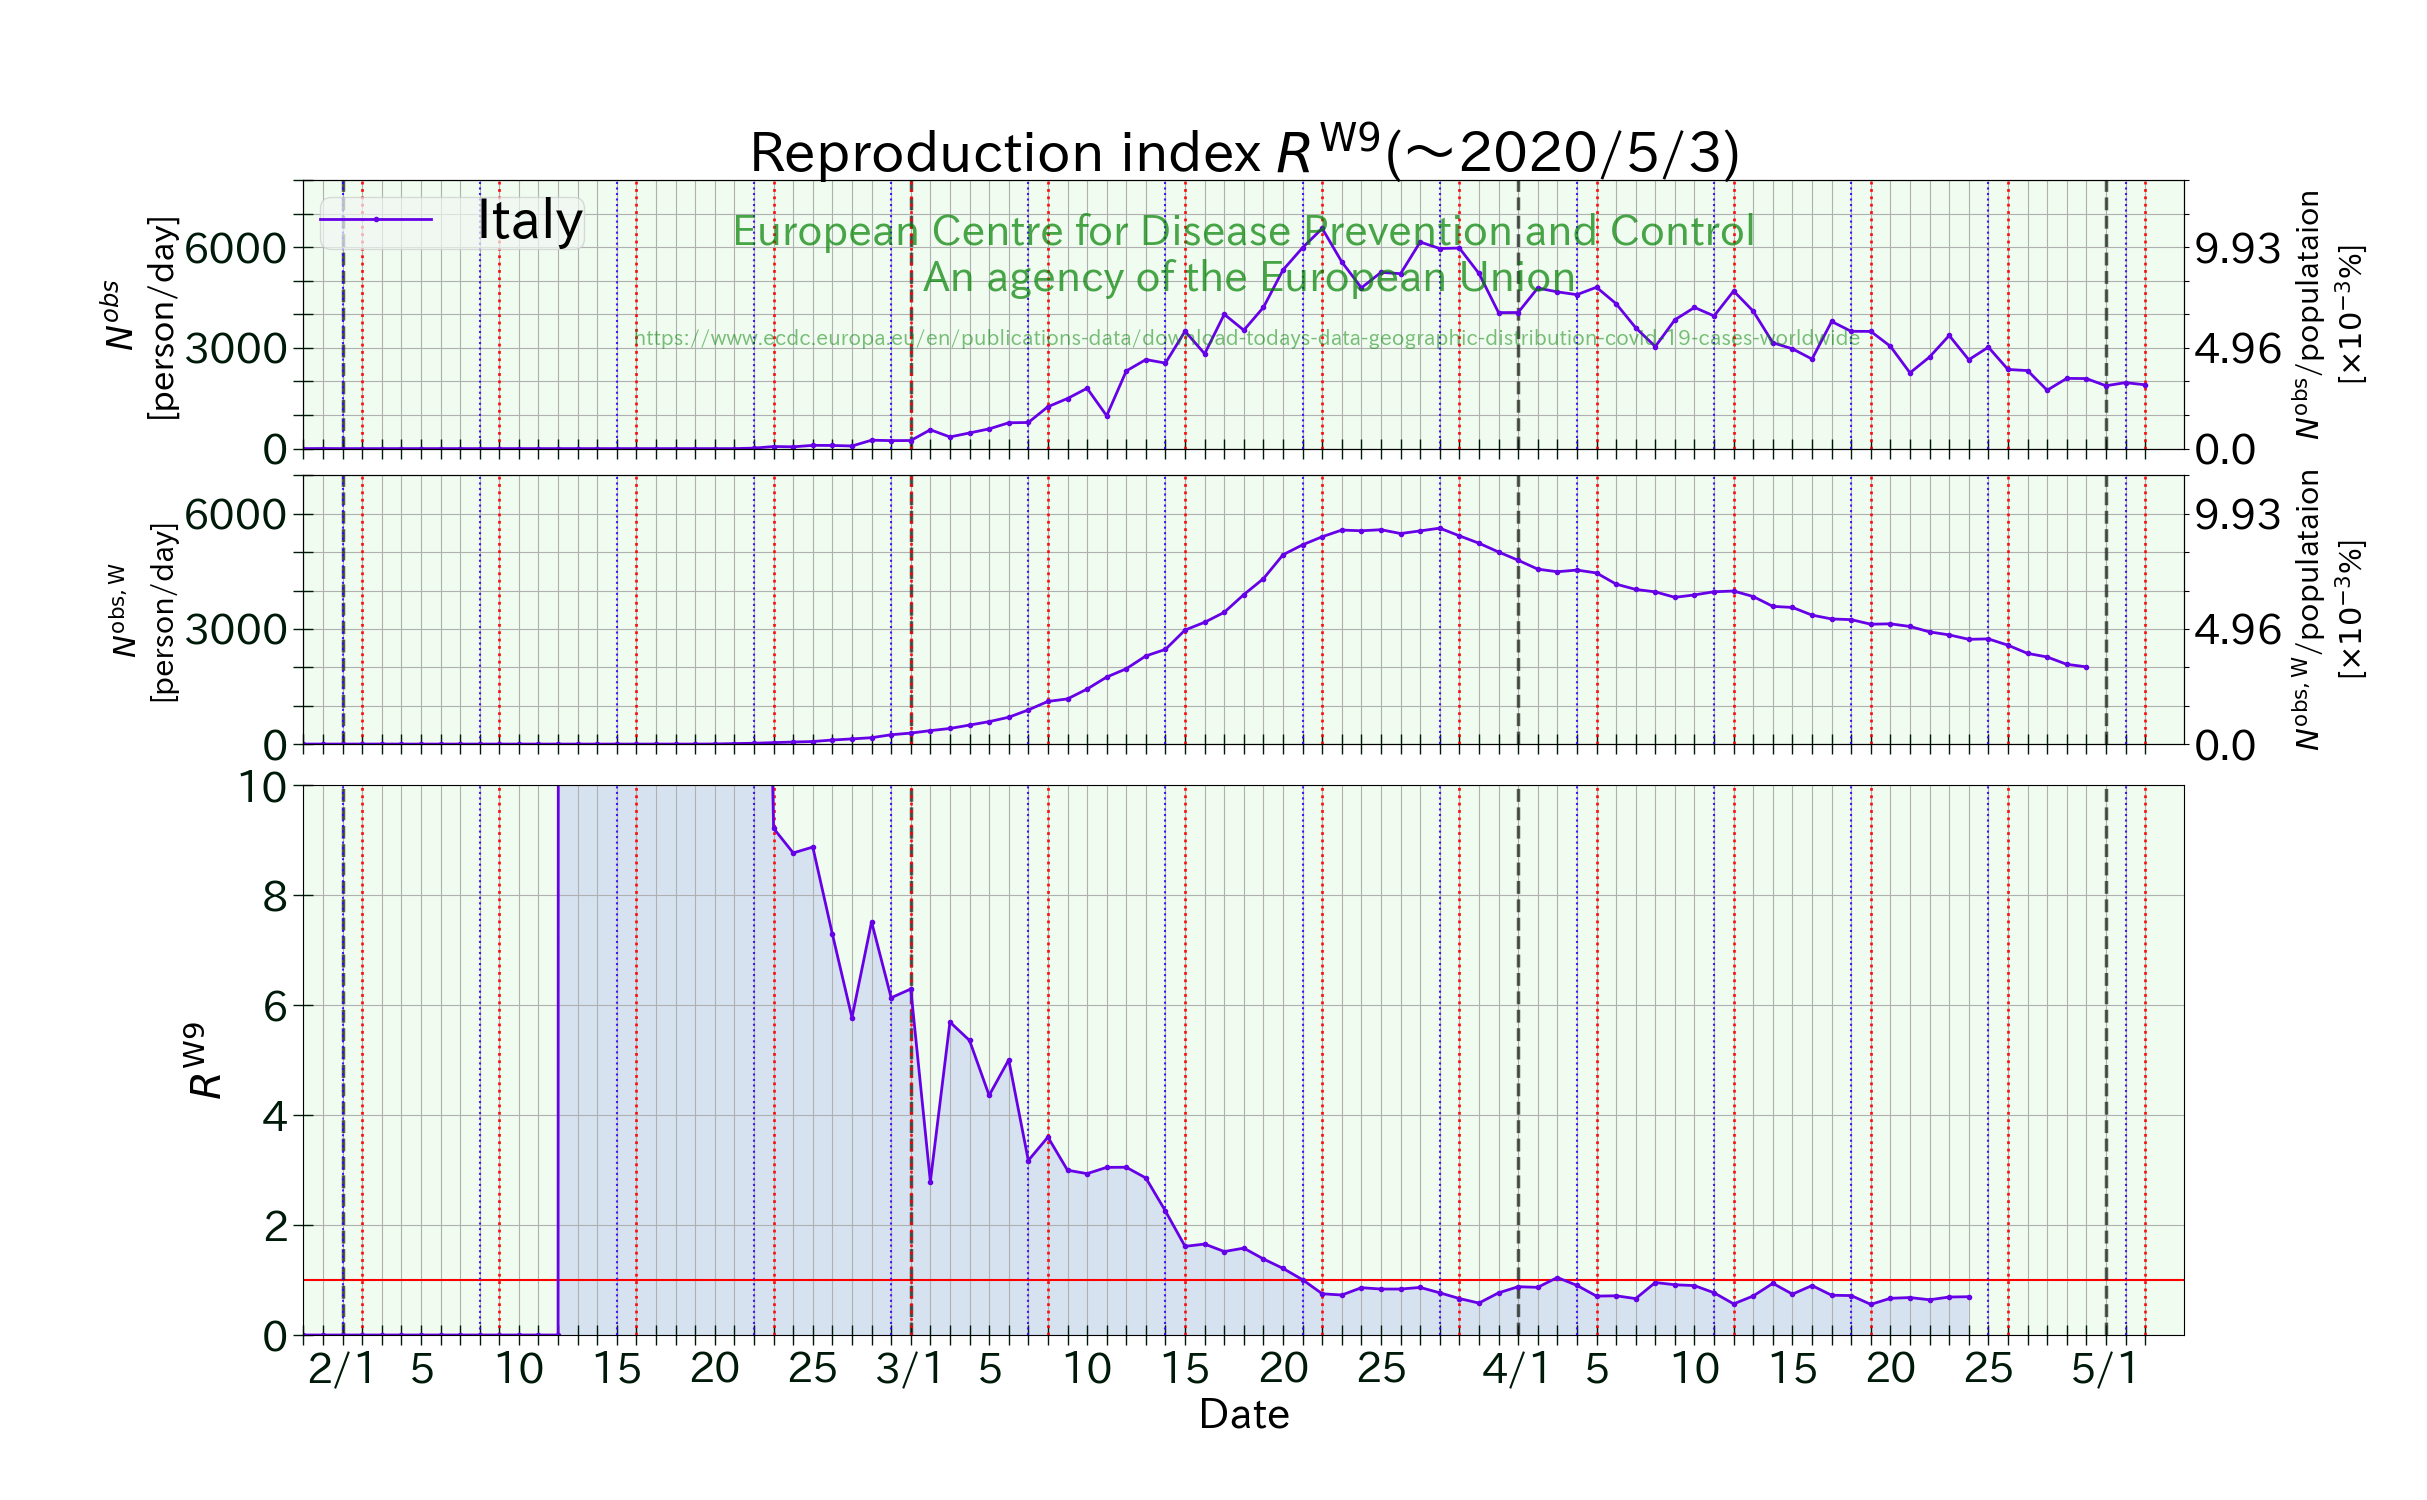 Reproduction index R^W9(～2020/5/3)
Italy
European Centre for Disease Prevention and Control
An agency of the European Union
https://www.ecdc.europa.eu/en/publications-data/download-todays-data-geographic-distribution-covid-19-cases-worldwide
N^obs
[person/day]
6000
3000
0
9.93
4.96
0.0
N^obs/populataion
[×10^−3%]
N^obs, W
[person/day]
6000
3000
0
9.93
4.96
0.0
N^obs, W/populataion
[×10^−3%]
R^W9
10
8
6
4
2
0
2/1 5 10 15 20 25 3/1 5 10 15 20 25 4/1 5 10 15 20 25 5/1
Date